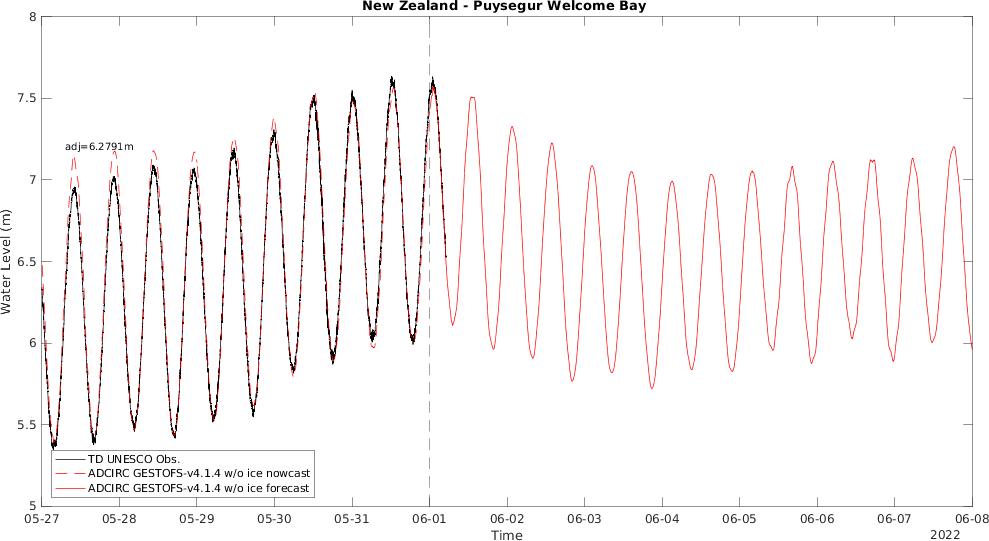 New Zealand - Puysegur Welcome Bay
8
7.5
7
6.5
6
5.5
5
Water Level (m)
adj=6.2791m
TD UNESCO Obs.
ADCIRC GESTOFS-v4.1.4 w/o ice nowcast
ADCIRC GESTOFS-v4.1.4 w/o ice forecast
05-27 05-28 05-29 05-30 05-31 06-01 06-02 06-03 06-04 06-05 06-06 06-07 06-08
Time
2022